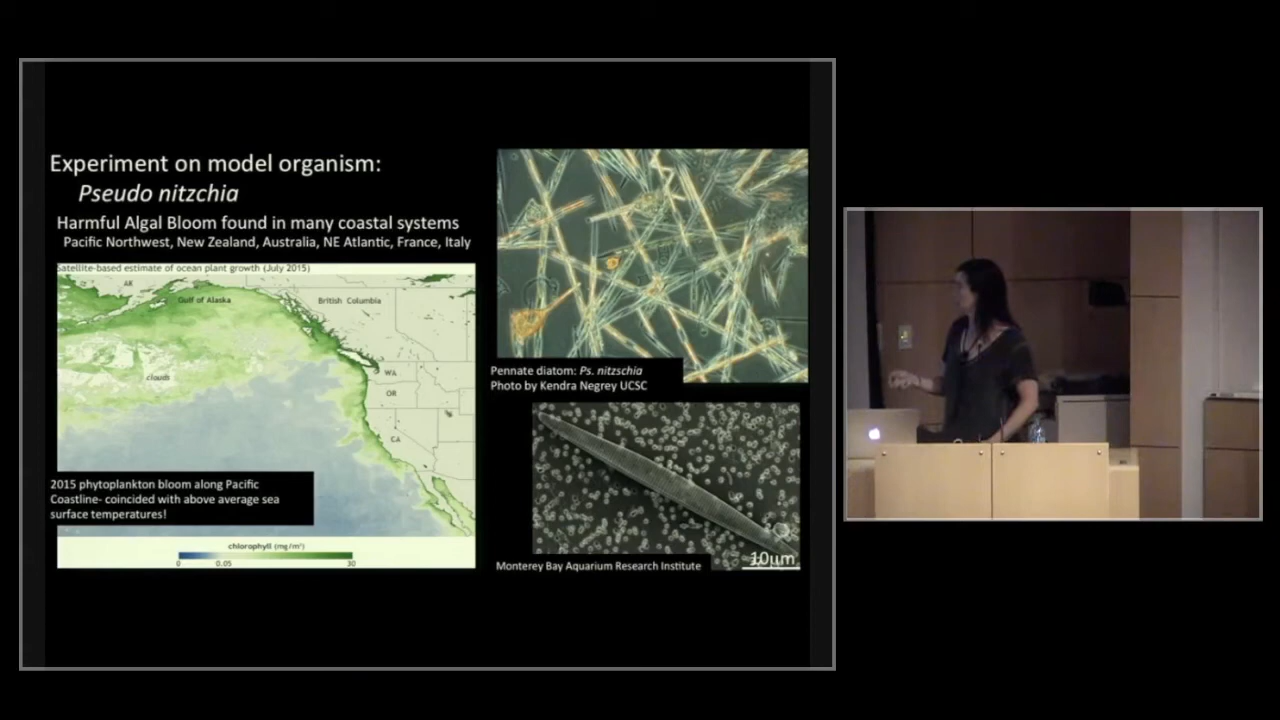 Experiment on model organism:
Pseudo nitzchia
Harmful Algal Bloom found in many coastal systems
Pacific Northwest, New Zealand, Australia, NE Atlantic, France, Italy
Satellite-based estimate of ocean plant growth (July 2015)
AK
Gulf of Alaska
British Columbia
clouds
WA
OR
CA
2015 phytoplankton bloom along Pacific
Coastline- coincided with above average sea
surface temperatures!
chlorophyll (mg/m³)
0 0.05 30
Pennate diatom: Ps. nitzschia
Photo by Kendra Negrey UCSC
10µm
Monterey Bay Aquarium Research Institute